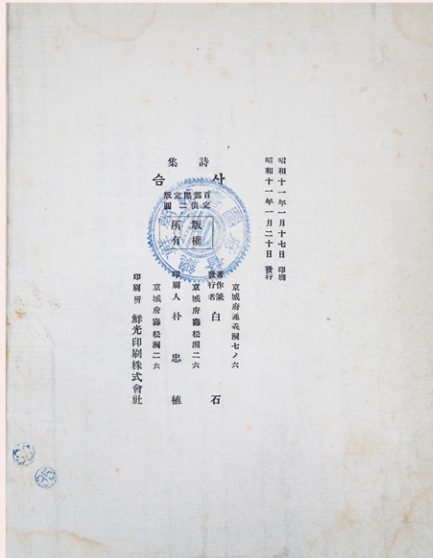 昭和十一年一月十七日 印刷
昭和十一年一月二十日 發行
詩集
사슴
百部限定版
定價二圓
版權
所有
京城府通義洞七ノ六
著作兼發行者 白石
京城府壽松洞二六
印刷人 朴忠植
京城府壽松洞二六
印刷所 鮮光印刷株式會社